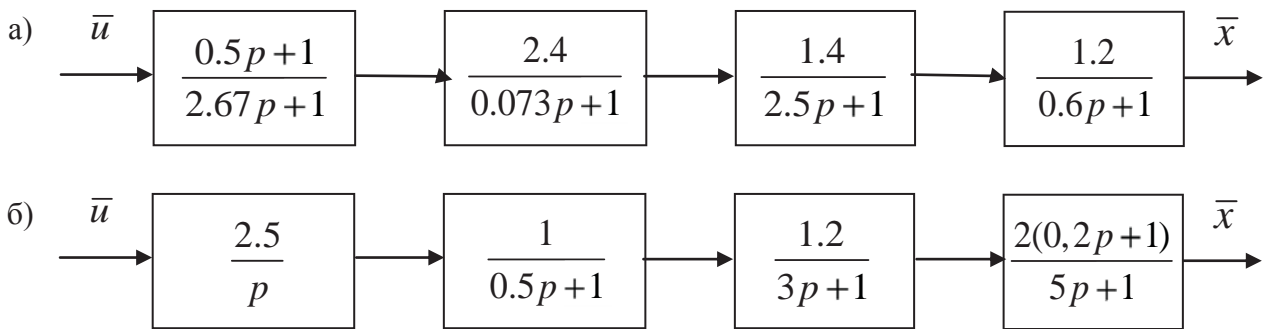 а) u̅ (0.5p+1)/(2.67p+1) 2.4/(0.073p+1) 1.4/(2.5p+1) 1.2/(0.6p+1) x̅
б) u̅ 2.5/p 1/(0.5p+1) 1.2/(3p+1) 2(0,2p+1)/(5p+1) x̅